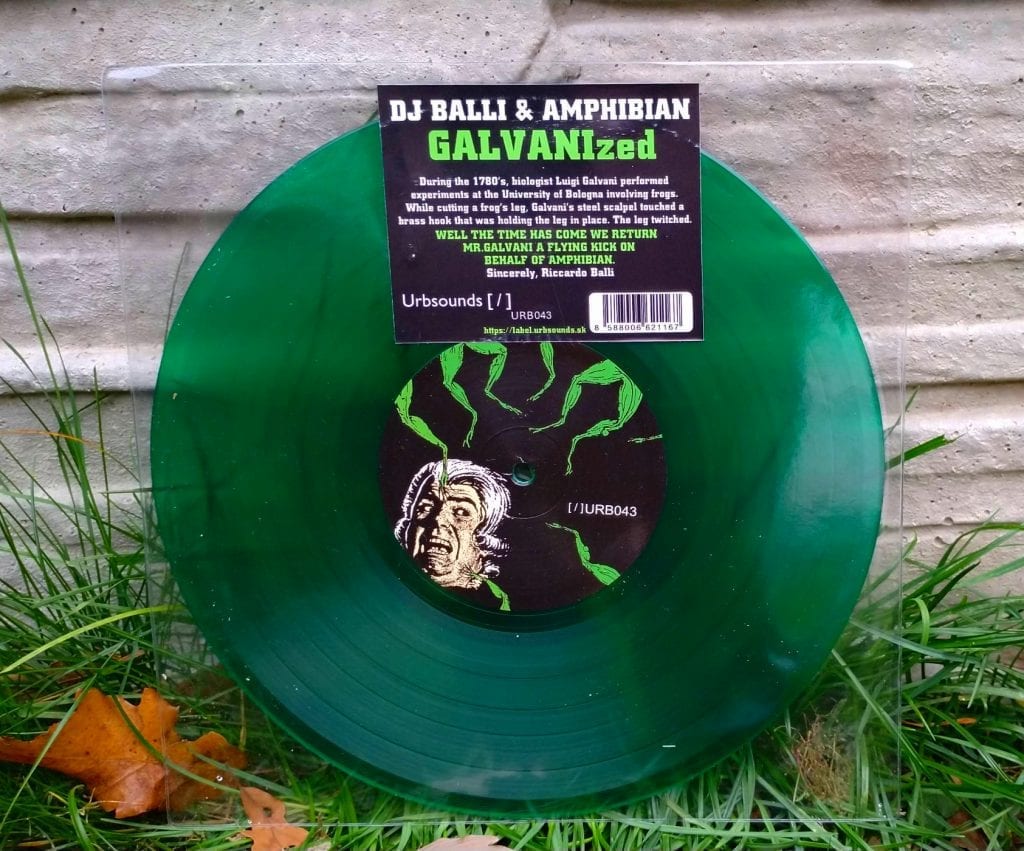 DJ BALLI & AMPHIBIAN
GALVANIzed
During the 1780's, biologist Luigi Galvani performed
experiments at the University of Bologna involving frogs.
While cutting a frog's leg, Galvani's steel scalpel touched a
brass hook that was holding the leg in place. The leg twitched.
WELL THE TIME HAS COME WE RETURN
MR.GALVANI A FLYING KICK ON
BEHALF OF AMPHIBIAN.
Sincerely, Riccardo Balli
Urbsounds [/]
URB043
https://label.urbsounds.sk
8 588006 621167
[/]URB043